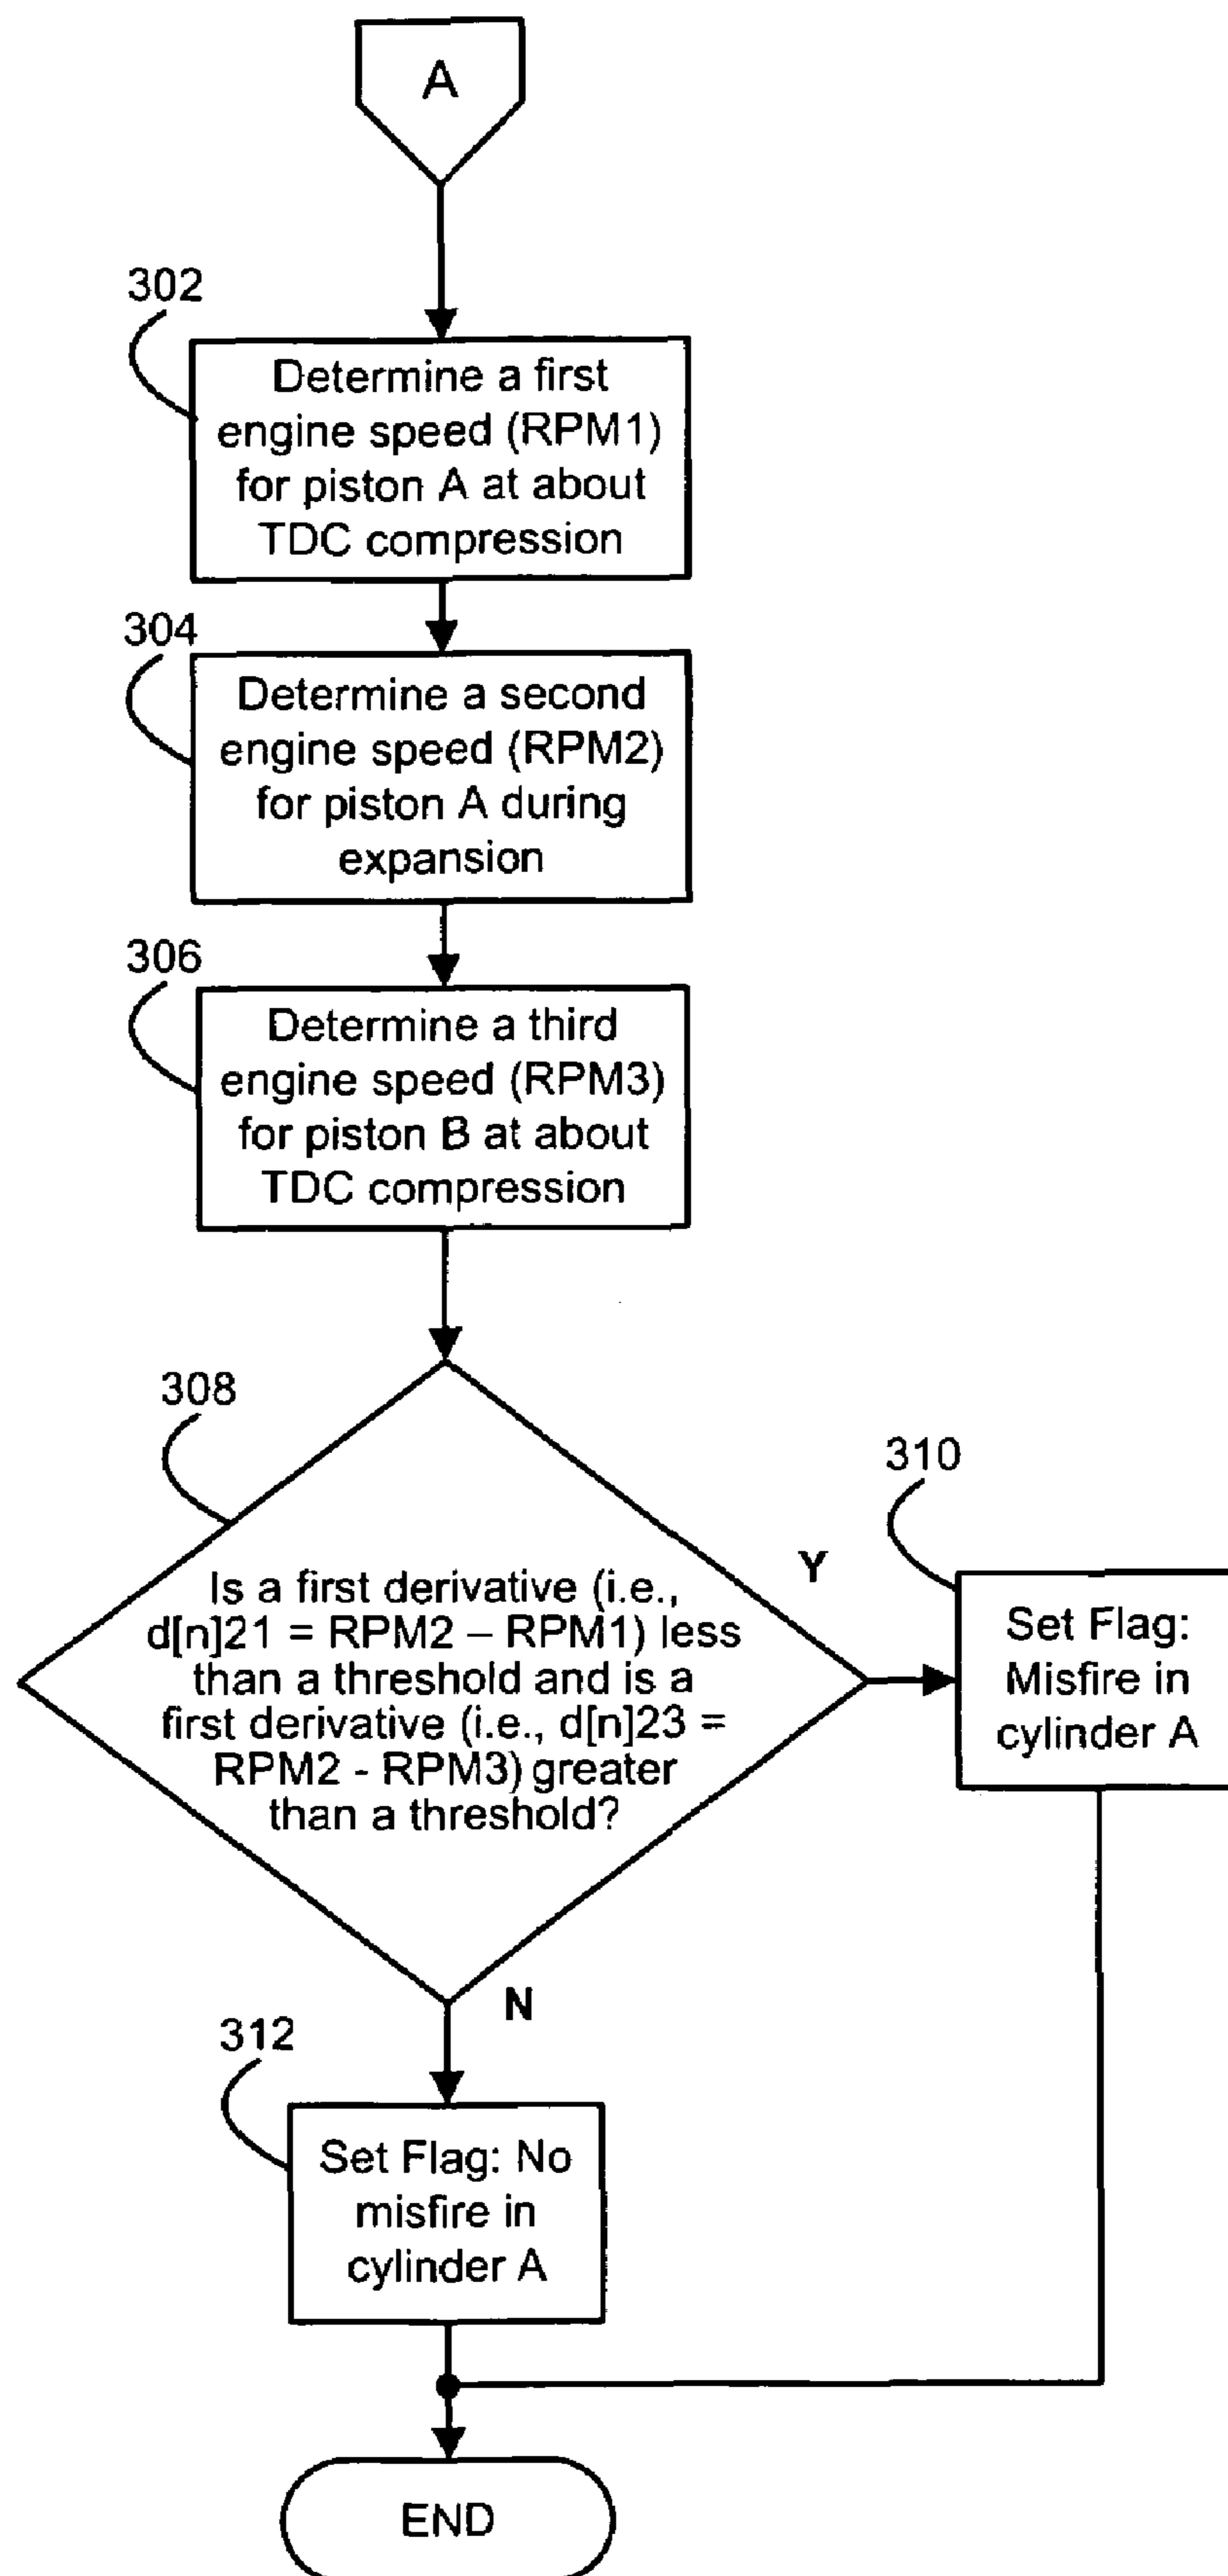 A
302
Determine a first
engine speed (RPM1)
for piston A at about
TDC compression
304
Determine a second
engine speed (RPM2)
for piston A during
expansion
306
Determine a third
engine speed (RPM3)
for piston B at about
TDC compression
308
Is a first derivative (i.e.,
d[n]21 = RPM2 – RPM1) less
than a threshold and is a
first derivative (i.e., d[n]23 =
RPM2 - RPM3) greater
than a threshold?
Y
310
Set Flag:
Misfire in
cylinder A
N
312
Set Flag: No
misfire in
cylinder A
END